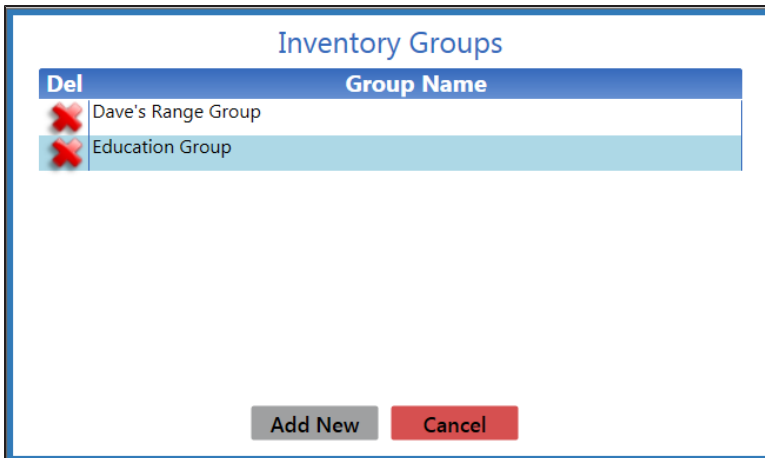 Inventory Groups
Del Group Name
Dave's Range Group
Education Group
Add New Cancel